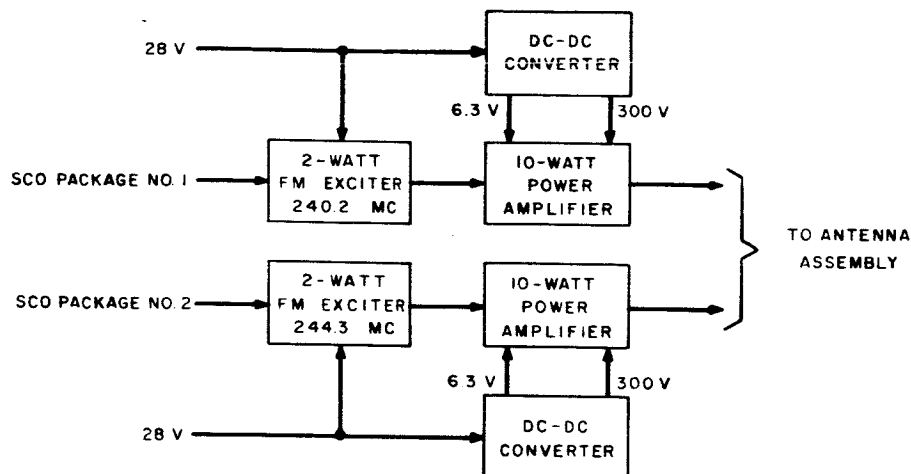 DC-DC
CONVERTER
28 V
6.3 V
300 V
SCO PACKAGE NO. 1
2-WATT
FM EXCITER
240.2 MC
10-WATT
POWER
AMPLIFIER
TO ANTENNA
ASSEMBLY
SCO PACKAGE NO. 2
2-WATT
FM EXCITER
244.3 MC
10-WATT
POWER
AMPLIFIER
6.3 V
300 V
28 V
DC-DC
CONVERTER